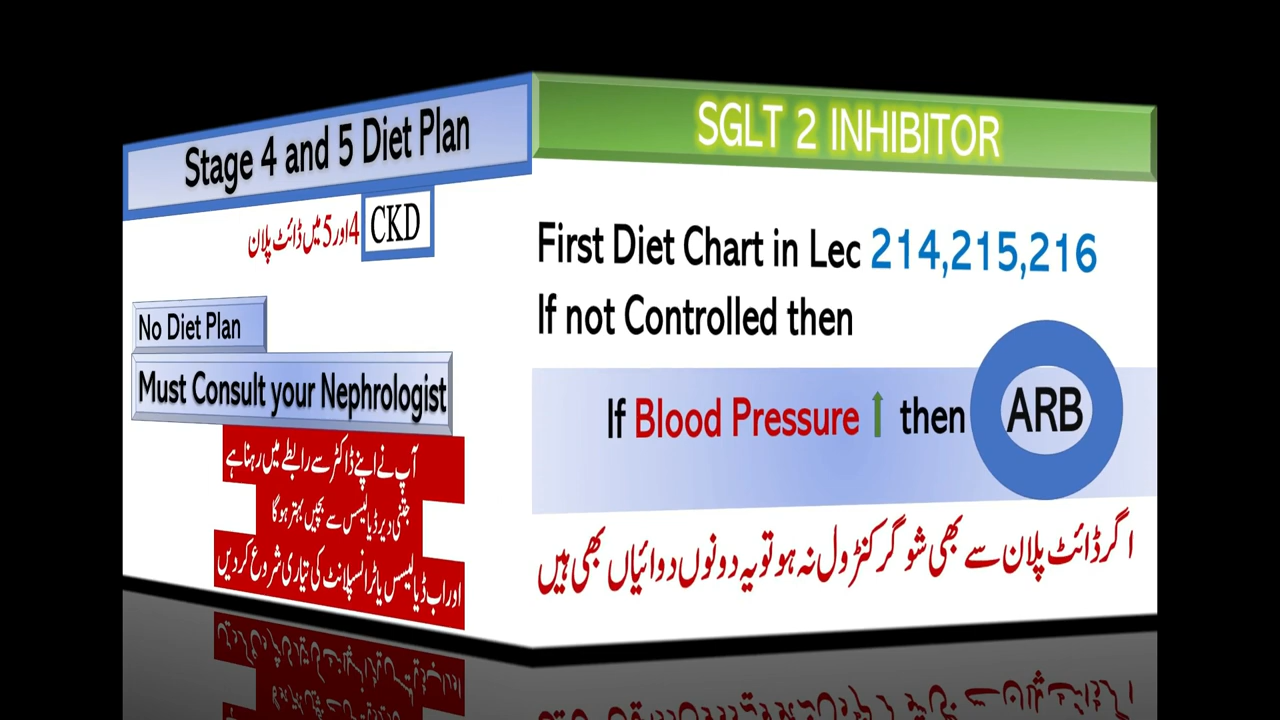 Stage 4 and 5 Diet Plan
CKD 4 اور 5 میں ڈائٹ پلان
No Diet Plan
Must Consult your Nephrologist
آپ نے اپنے ڈاکٹر سے رابطے میں رہنا ہے
جتنی دیر ڈیالیسس سے بچیں بہتر ہو گا
اور اب ڈیالیسس یا ٹرانسپلانٹ کی تیاری شروع کر دیں
SGLT 2 INHIBITOR
First Diet Chart in Lec 214,215,216
If not Controlled then
If Blood Pressure ↑ then ARB
اگر ڈائٹ پلان سے بھی شوگر کنٹرول نہ ہو تو یہ دونوں دوائیاں بھی ہیں